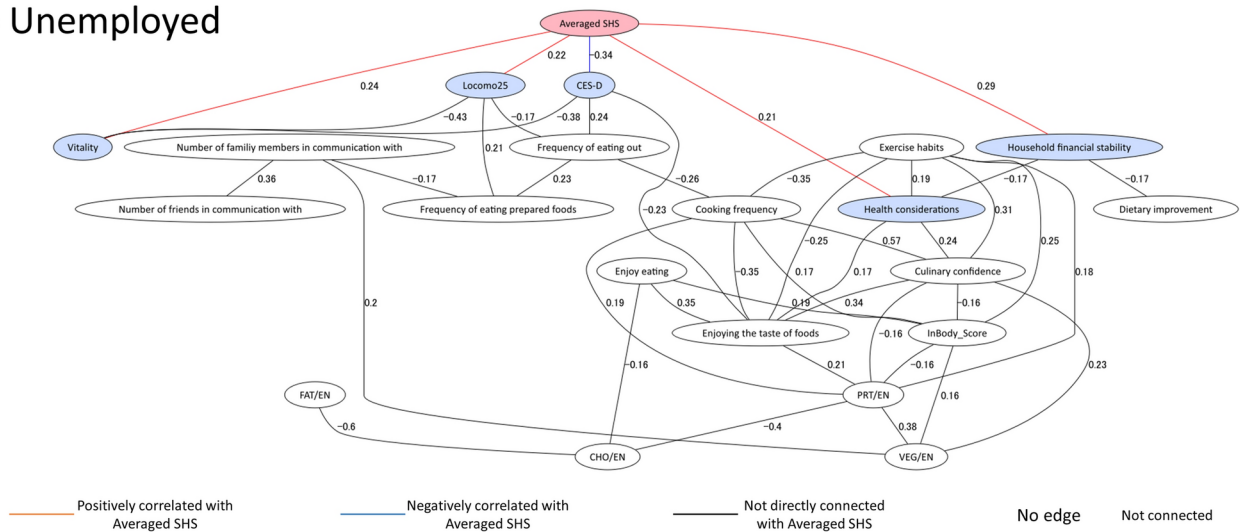 Unemployed
Averaged SHS
0.22
−0.34
0.24
0.29
Locomo25
CES-D
−0.43
−0.17
−0.38
0.24
0.21
Vitality
Number of familiy members in communication with
Frequency of eating out
Exercise habits
Household financial stability
0.21
0.36
−0.17
0.23
−0.26
−0.35
0.19
−0.17
−0.17
Number of friends in communication with
Frequency of eating prepared foods
Cooking frequency
Health considerations
Dietary improvement
−0.23
0.31
−0.25
0.57
0.24
0.25
Enjoy eating
Culinary confidence
−0.35
0.17
0.17
0.18
0.2
0.19
0.35
0.19
0.34
−0.16
Enjoying the taste of foods
InBody_Score
−0.16
−0.16
0.21
−0.16
0.23
FAT/EN
PRT/EN
0.16
−0.6
−0.4
0.38
CHO/EN
VEG/EN
Positively correlated with
Averaged SHS
Negatively correlated with
Averaged SHS
Not directly connected
with Averaged SHS
No edge
Not connected